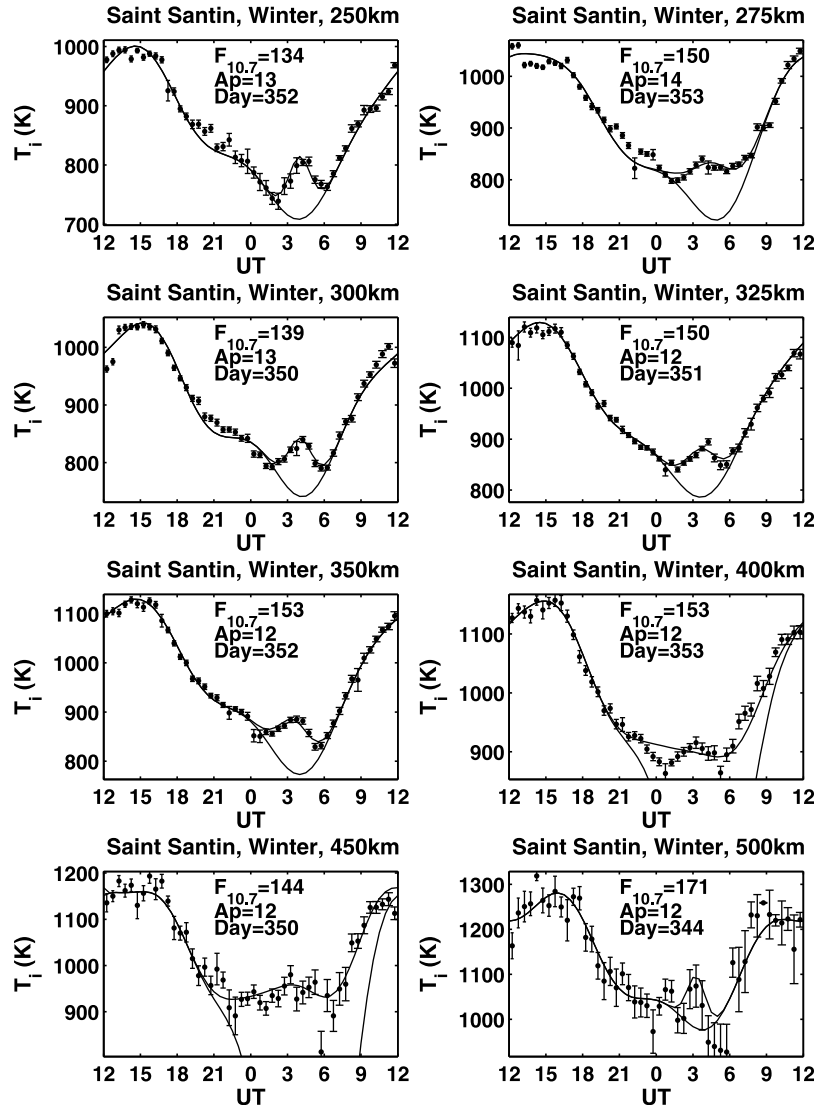 Saint Santin, Winter, 250km
F10.7=134
Ap=13
Day=352
1000
900
800
700
Ti (K)
12 15 18 21 0 3 6 9 12
UT
Saint Santin, Winter, 275km
F10.7=150
Ap=14
Day=353
1000
900
800
Ti (K)
12 15 18 21 0 3 6 9 12
UT
Saint Santin, Winter, 300km
F10.7=139
Ap=13
Day=350
1000
900
800
Ti (K)
12 15 18 21 0 3 6 9 12
UT
Saint Santin, Winter, 325km
F10.7=150
Ap=12
Day=351
1100
1000
900
800
Ti (K)
12 15 18 21 0 3 6 9 12
UT
Saint Santin, Winter, 350km
F10.7=153
Ap=12
Day=352
1100
1000
900
800
Ti (K)
12 15 18 21 0 3 6 9 12
UT
Saint Santin, Winter, 400km
F10.7=153
Ap=12
Day=353
1100
1000
900
Ti (K)
12 15 18 21 0 3 6 9 12
UT
Saint Santin, Winter, 450km
F10.7=144
Ap=12
Day=350
1200
1100
1000
900
Ti (K)
12 15 18 21 0 3 6 9 12
UT
Saint Santin, Winter, 500km
F10.7=171
Ap=12
Day=344
1300
1200
1100
1000
Ti (K)
12 15 18 21 0 3 6 9 12
UT